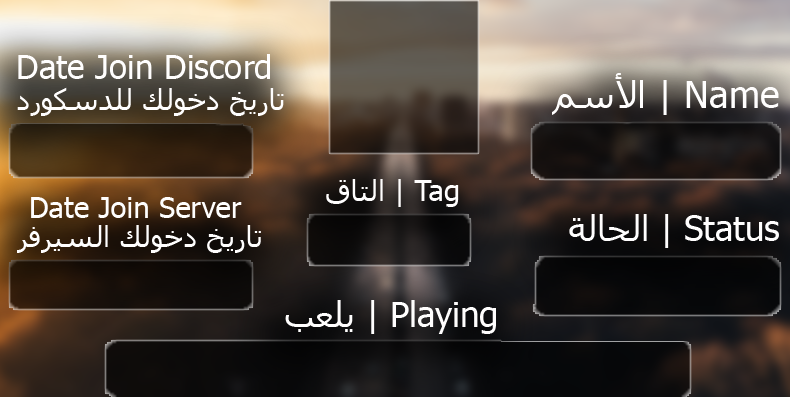 Date Join Discord
تاريخ دخولك للدسكورد
الأسم | Name
التاق | Tag
Date Join Server
تاريخ دخولك السيرفر
الحالة | Status
يلعب | Playing